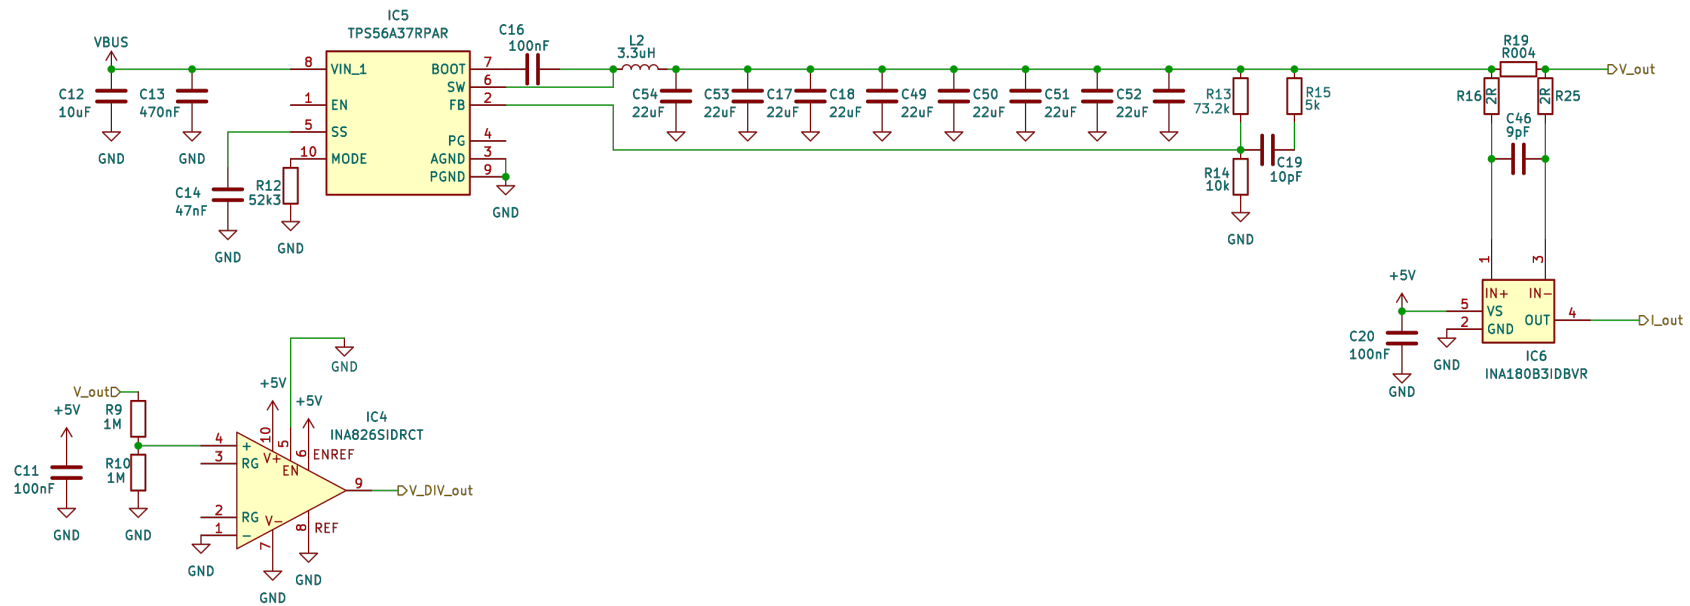 IC5
TPS56A37RPAR
VBUS
C12
10uF
GND
C13
470nF
GND
8
VIN_1
1
EN
5
SS
10
MODE
BOOT
7
SW
6
FB
2
PG
4
AGND
3
PGND
9
GND
C14
47nF
GND
R12
52k3
GND
C16
100nF
L2
3.3uH
C54
22uF
C53
22uF
C17
22uF
C18
22uF
C49
22uF
C50
22uF
C51
22uF
C52
22uF
R13
73.2k
R15
5k
C19
10pF
R14
10k
GND
R19
R004
V_out
R16
2R
2R
R25
C46
9pF
1
3
IN+
IN-
+5V
5
VS
2
GND
OUT
4
I_out
C20
100nF
GND
GND
IC6
INA180B3IDBVR
V_out
R9
1M
R10
1M
GND
+5V
C11
100nF
GND
GND
+5V
+5V
IC4
INA826SIDRCT
10
V+
5
EN
6
ENREF
4
+
3
RG
2
RG
1
-
GND
V-
7
GND
8
REF
GND
9
V_DIV_out